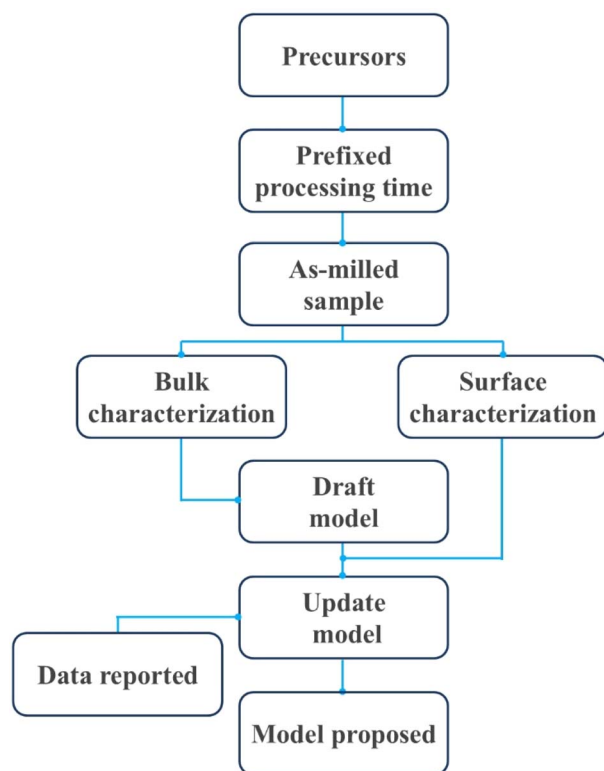 Precursors
Prefixed
processing time
As-milled
sample
Bulk
characterization
Surface
characterization
Draft
model
Update
model
Data reported
Model proposed